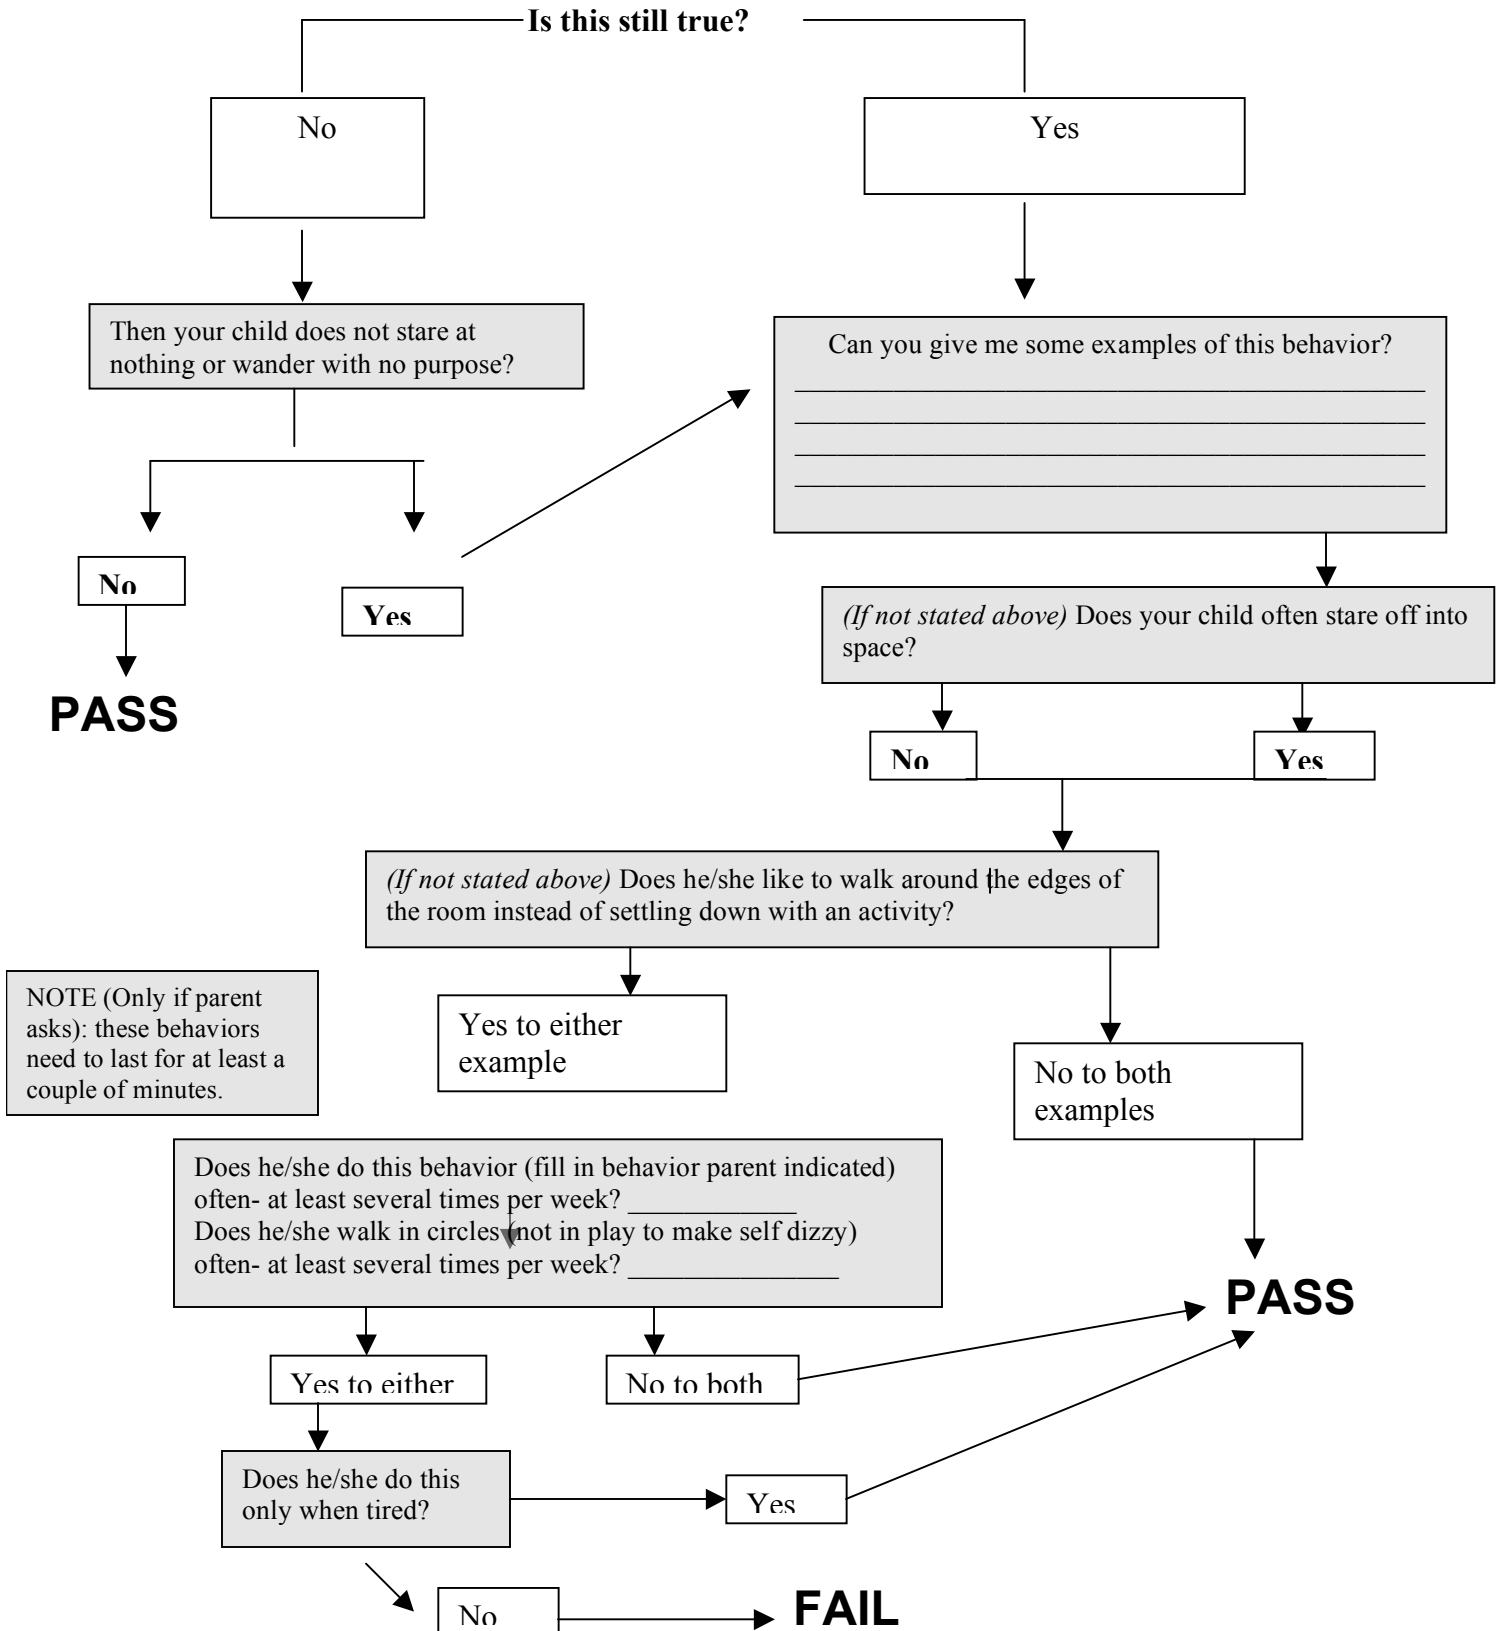 Is this still true?
No
Yes
Then your child does not stare at
nothing or wander with no purpose?
Can you give me some examples of this behavior?
No
Yes
PASS
(If not stated above) Does your child often stare off into
space?
No
Yes
(If not stated above) Does he/she like to walk around the edges of
the room instead of settling down with an activity?
NOTE (Only if parent
asks): these behaviors
need to last for at least a
couple of minutes.
Yes to either
example
No to both
examples
Does he/she do this behavior (fill in behavior parent indicated)
often- at least several times per week? ____________
Does he/she walk in circles (not in play to make self dizzy)
often- at least several times per week? _______________
PASS
Yes to either
No to both
Does he/she do this
only when tired?
Yes
No
FAIL